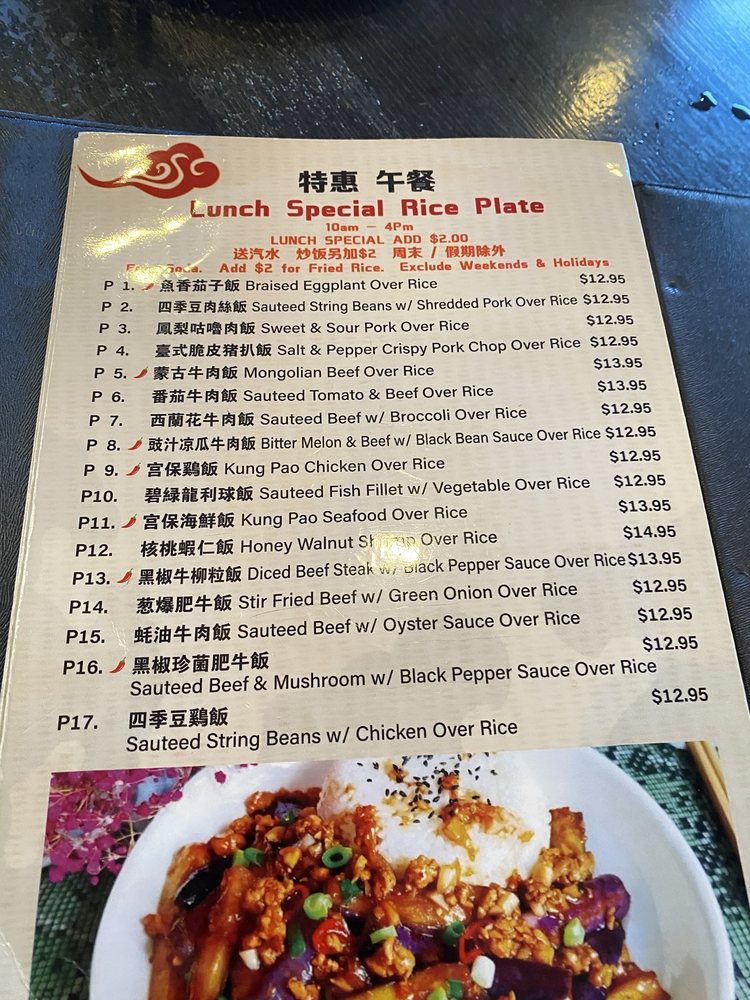 特惠 午餐
Lunch Special Rice Plate
10am – 4Pm
LUNCH SPECIAL ADD $2.00
送汽水 炒饭另加$2 周末 / 假期除外
Free Soda. Add $2 for Fried Rice. Exclude Weekends & Holidays
P 1. 魚香茄子飯 Braised Eggplant Over Rice $12.95
P 2. 四季豆肉絲飯 Sauteed String Beans w/ Shredded Pork Over Rice $12.95
P 3. 鳳梨咕嚕肉飯 Sweet & Sour Pork Over Rice $12.95
P 4. 臺式脆皮猪扒飯 Salt & Pepper Crispy Pork Chop Over Rice $12.95
P 5. 蒙古牛肉飯 Mongolian Beef Over Rice $13.95
P 6. 番茄牛肉飯 Sauteed Tomato & Beef Over Rice $13.95
P 7. 西蘭花牛肉飯 Sauteed Beef w/ Broccoli Over Rice $12.95
P 8. 豉汁凉瓜牛肉飯 Bitter Melon & Beef w/ Black Bean Sauce Over Rice $12.95
P 9. 宫保鷄飯 Kung Pao Chicken Over Rice $12.95
P10. 碧緑龍利球飯 Sauteed Fish Fillet w/ Vegetable Over Rice $12.95
P11. 宫保海鮮飯 Kung Pao Seafood Over Rice $13.95
P12. 核桃蝦仁飯 Honey Walnut Shrimp Over Rice $14.95
P13. 黑椒牛柳粒飯 Diced Beef Steak w/ Black Pepper Sauce Over Rice $13.95
P14. 葱爆肥牛飯 Stir Fried Beef w/ Green Onion Over Rice $12.95
P15. 蚝油牛肉飯 Sauteed Beef w/ Oyster Sauce Over Rice $12.95
P16. 黑椒珍菌肥牛飯 $12.95
Sauteed Beef & Mushroom w/ Black Pepper Sauce Over Rice
P17. 四季豆鷄飯 $12.95
Sauteed String Beans w/ Chicken Over Rice